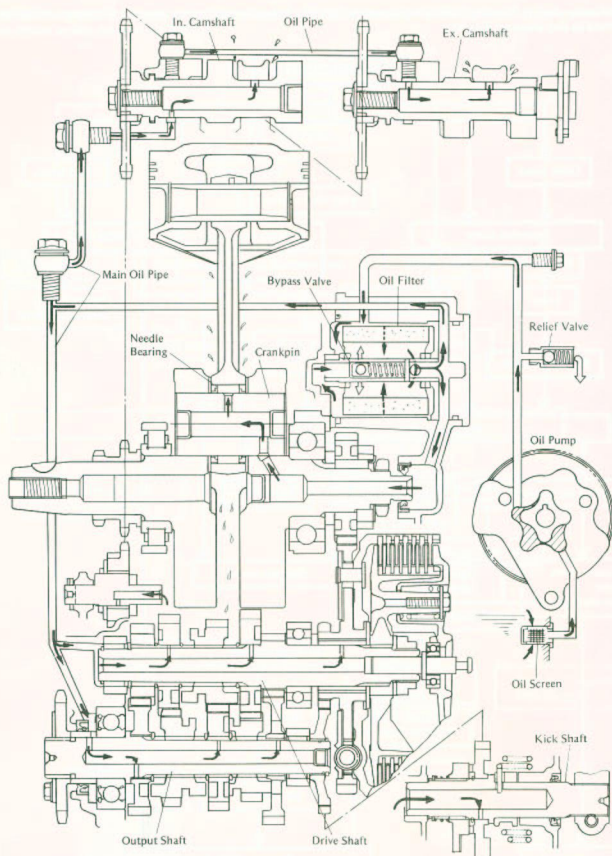 In. Camshaft
Oil Pipe
Ex. Camshaft
Main Oil Pipe
Bypass Valve
Oil Filter
Relief Valve
Needle
Bearing
Crankpin
Oil Pump
Oil Screen
Kick Shaft
Output Shaft
Drive Shaft